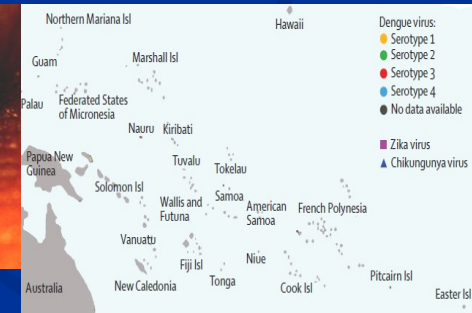 Northern Mariana Isl
Hawaii
Dengue virus:
Serotype 1
Serotype 2
Serotype 3
Serotype 4
No data available
Zika virus
Chikungunya virus
Guam
Marshall Isl
Palau
Federated States
of Micronesia
Nauru
Kiribati
Papua New
Guinea
Tuvalu
Tokelau
Solomon Isl
Wallis and
Futuna
Samoa
American
Samoa
French Polynesia
Vanuatu
Fiji Isl
Niue
Australia
New Caledonia
Tonga
Cook Isl
Pitcairn Isl
Easter Isl